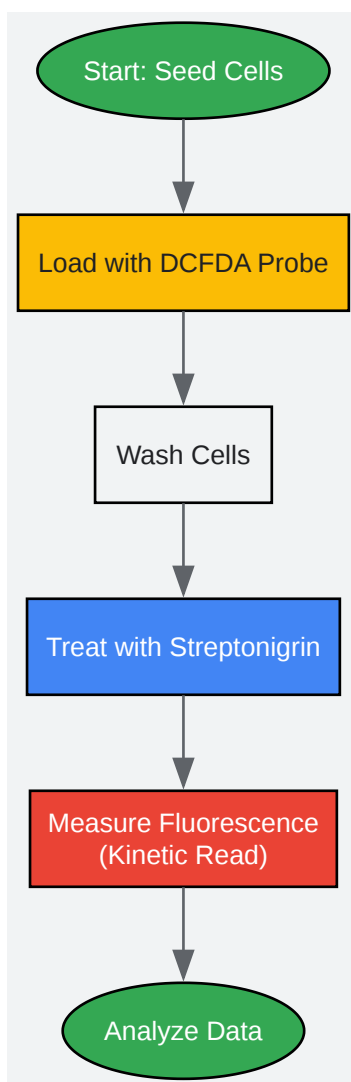 Start: Seed Cells
Load with DCFDA Probe
Wash Cells
Treat with Streptonigrin
Measure Fluorescence
(Kinetic Read)
Analyze Data